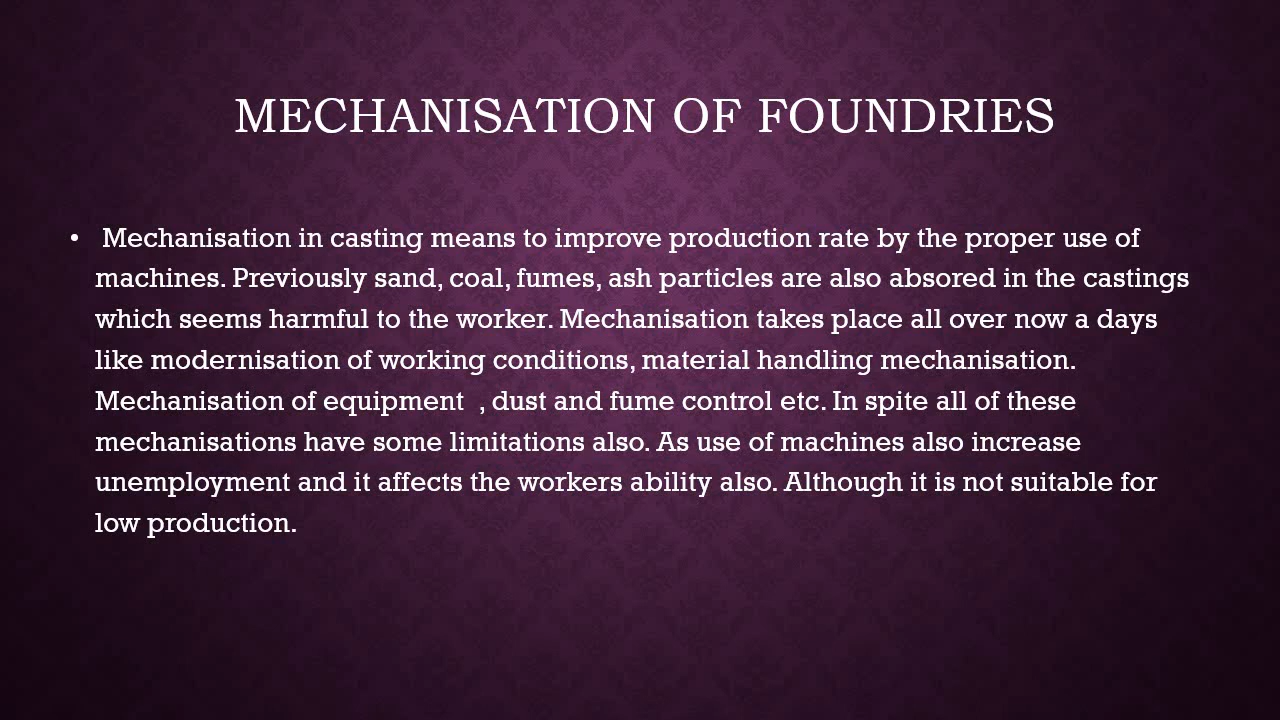 MECHANISATION OF FOUNDRIES
• Mechanisation in casting means to improve production rate by the proper use of
machines. Previously sand, coal, fumes, ash particles are also absored in the castings
which seems harmful to the worker. Mechanisation takes place all over now a days
like modernisation of working conditions, material handling mechanisation.
Mechanisation of equipment  , dust and fume control etc. In spite all of these
mechanisations have some limitations also. As use of machines also increase
unemployment and it affects the workers ability also. Although it is not suitable for
low production.